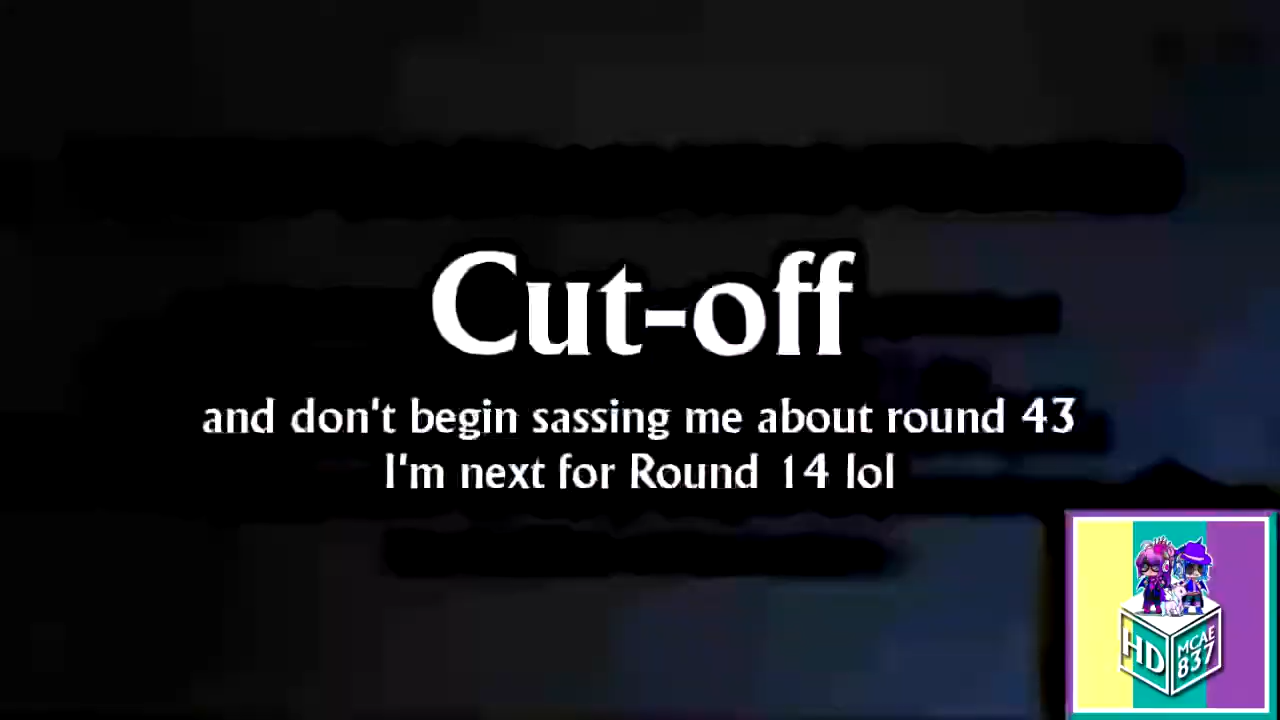 Cut-off
and don't begin sassing me about round 43
I'm next for Round 14 lol
HD
MCAE
837